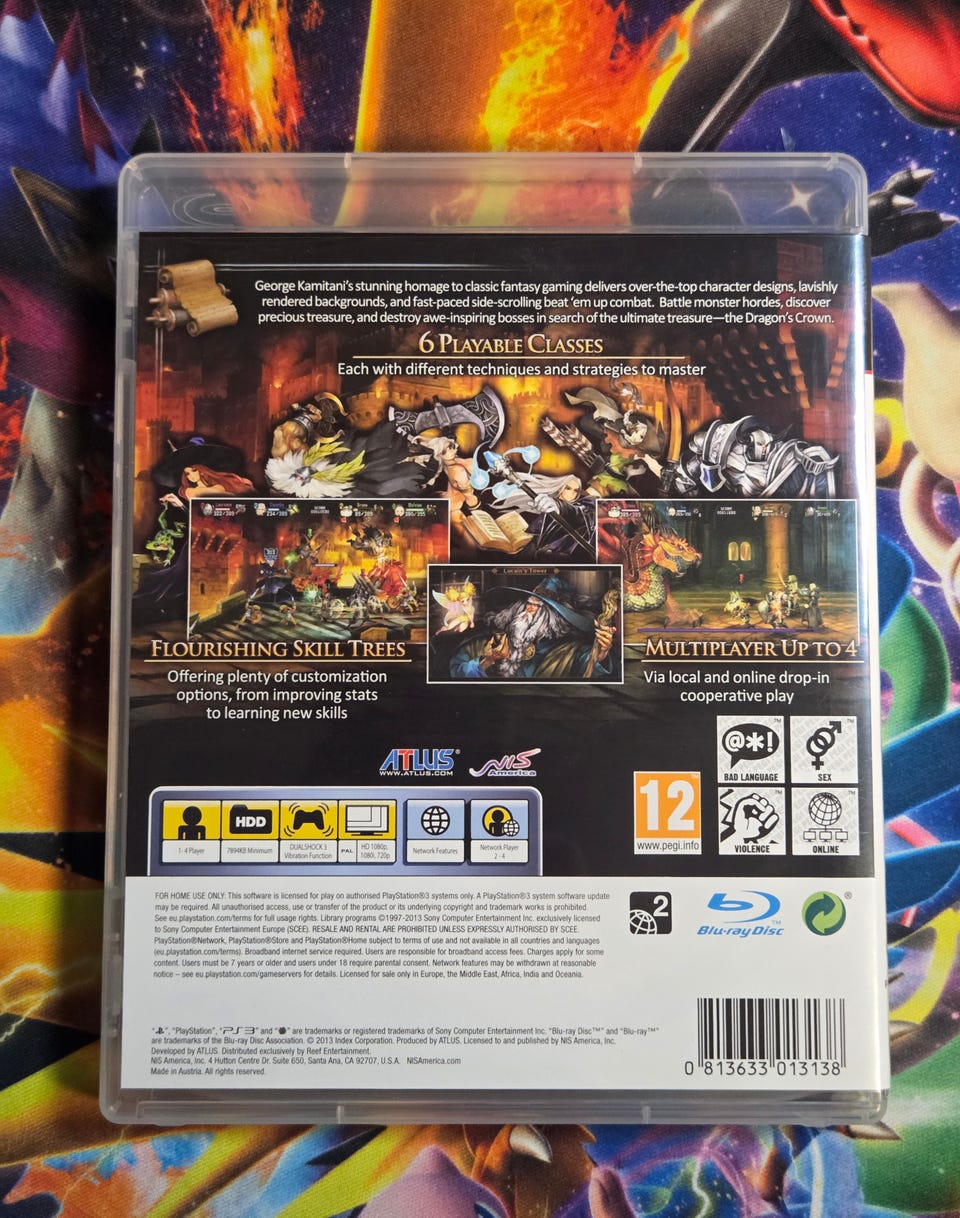 George Kamitani's stunning homage to classic fantasy gaming delivers over-the-top character designs, lavishly
rendered backgrounds, and fast-paced side-scrolling beat 'em up combat. Battle monster hordes, discover
precious treasure, and destroy awe-inspiring bosses in search of the ultimate treasure—the Dragon's Crown.
6 PLAYABLE CLASSES
Each with different techniques and strategies to master
Lucain's Tower
FLOURISHING SKILL TREES
Offering plenty of customization
options, from improving stats
to learning new skills
MULTIPLAYER UP TO 4
Via local and online drop-in
cooperative play
ATLUS®
WWW.ATLUS.COM
NIS
America
12
www.pegi.info
@*!
BAD LANGUAGE
SEX
VIOLENCE
ONLINE
HDD
1- 4 Player
7894KB Minimum
DUALSHOCK 3
Vibration Function
PAL
HD 1080p,
1080i, 720p
Network Features
Network Player
2 - 4
FOR HOME USE ONLY: This software is licensed for play on authorised PlayStation®3 systems only. A PlayStation®3 system software update
may be required. All unauthorised access, use or transfer of the product or its underlying copyright and trademark works is prohibited.
See eu.playstation.com/terms for full usage rights. Library programs ©1997-2013 Sony Computer Entertainment Inc. exclusively licensed
to Sony Computer Entertainment Europe (SCEE). RESALE AND RENTAL ARE PROHIBITED UNLESS EXPRESSLY AUTHORISED BY SCEE.
PlayStation®Network, PlayStation®Store and PlayStation®Home subject to terms of use and not available in all countries and languages
(eu.playstation.com/terms). Broadband internet service required. Users are responsible for broadband access fees. Charges apply for some
content. Users must be 7 years or older and users under 18 require parental consent. Network features may be withdrawn at reasonable
notice – see eu.playstation.com/gameservers for details. Licensed for sale only in Europe, the Middle East, Africa, India and Oceania.
2
Blu-ray Disc
"PlayStation", "PS3" and " " are trademarks or registered trademarks of Sony Computer Entertainment Inc. "Blu-ray Disc™" and "Blu-ray™"
are trademarks of the Blu-ray Disc Association. © 2013 Index Corporation. Produced by ATLUS. Licensed to and published by NIS America, Inc.
Developed by ATLUS. Distributed exclusively by Reef Entertainment.
NIS America, Inc. 4 Hutton Centre Dr. Suite 650, Santa Ana, CA 92707, U.S.A. NISAmerica.com
Made in Austria. All rights reserved.
0 813633 013138